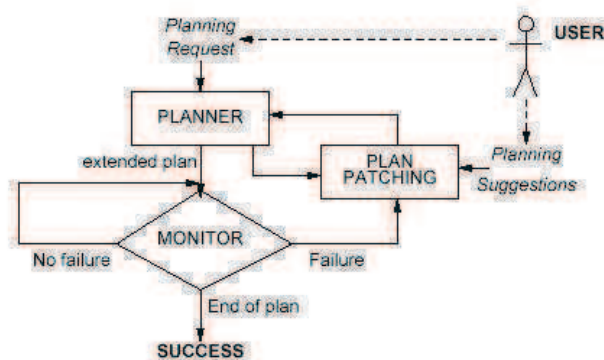 Planning
Request
USER
PLANNER
extended plan
PLAN
PATCHING
Planning
Suggestions
MONITOR
No failure
Failure
End of plan
SUCCESS